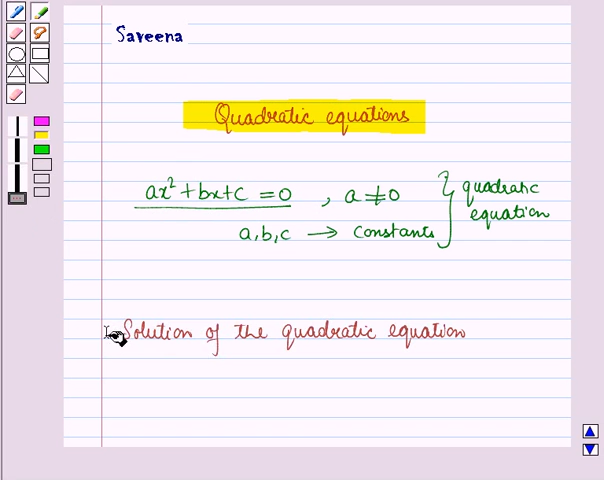 Saveena
Quadratic equations
ax² + bx + c = 0 , a ≠ 0
a, b, c → constants
quadratic
equation
Solution of the quadratic equation